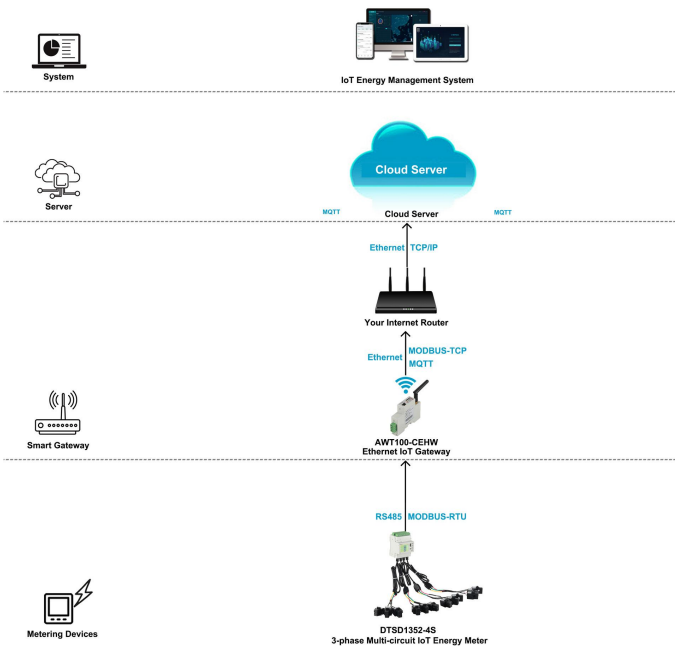 System
IoT Energy Management System
Cloud Server
Server
MQTT
Cloud Server
MQTT
Ethernet TCP/IP
Your Internet Router
Ethernet
MODBUS-TCP
MQTT
Smart Gateway
AWT100-CEHW
Ethernet IoT Gateway
RS485 MODBUS-RTU
Metering Devices
DTSD1352-4S
3-phase Multi-circuit IoT Energy Meter